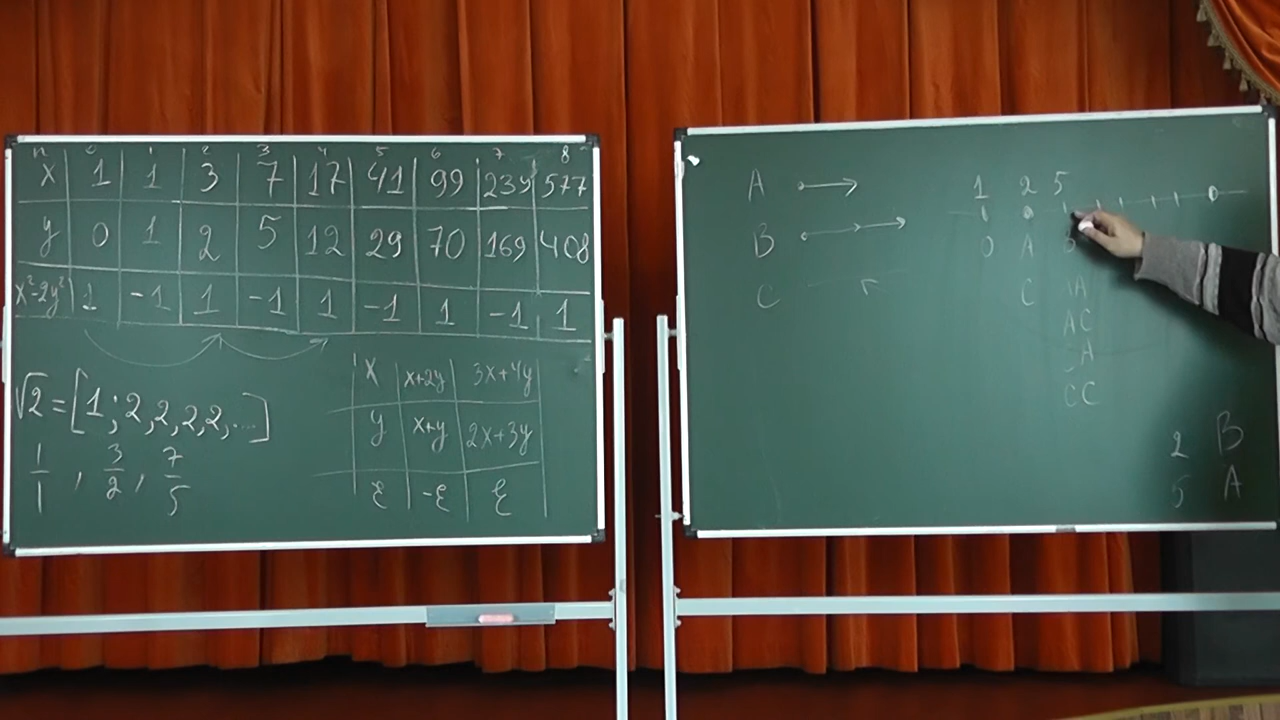 n 0 1 2 3 4 5 6 7 8
x 1 1 3 7 17 41 99 239 577
y 0 1 2 5 12 29 70 169 408
x²-2y² 1 -1 1 -1 1 -1 1 -1 1
√2=[1;2,2,2,2,...]
1/1, 3/2, 7/5
x x+2y 3x+4y
y x+y 2x+3y
ε -ε ε
A
B
C
1 2 5
0 A B
C AA
AC
CA
CC
2 B
5 A